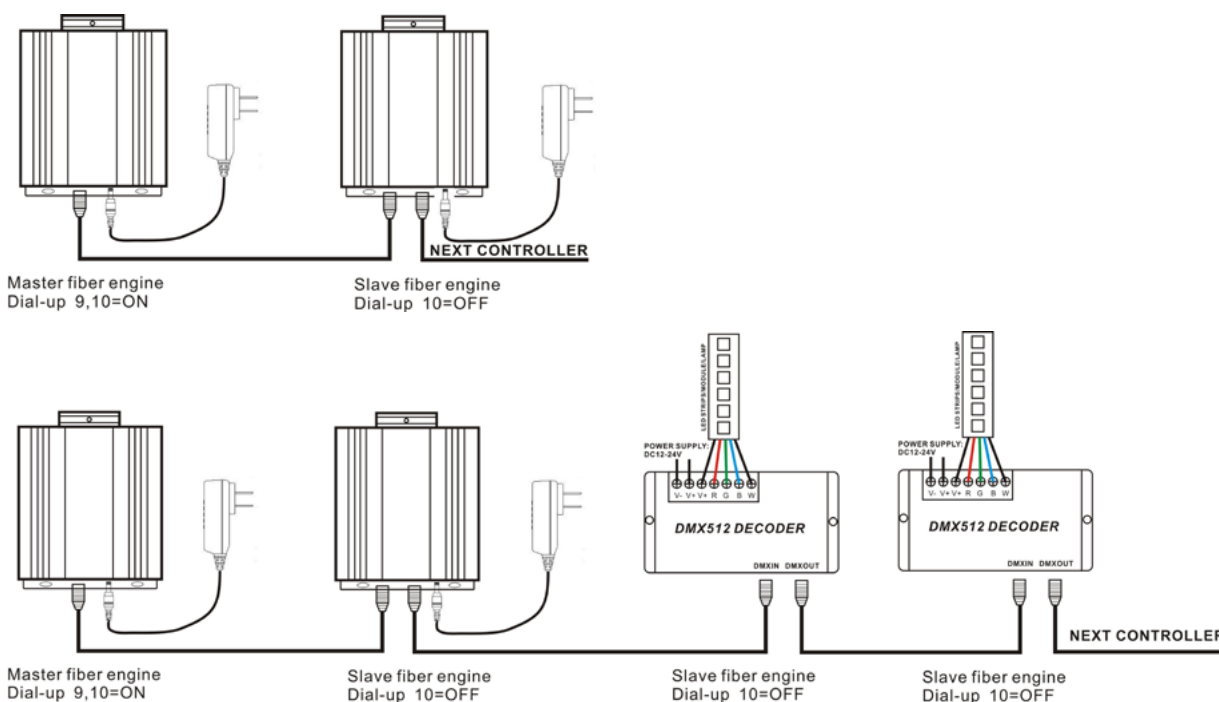 NEXT CONTROLLER
Master fiber engine
Dial-up 9,10=ON
Slave fiber engine
Dial-up 10=OFF
LED STRIPS/MODULE/LAMP
POWER SUPPLY:
DC12-24V
V- V+ V+ R G B W
DMX512 DECODER
DMXIN DMXOUT
LED STRIPS/MODULE/LAMP
POWER SUPPLY:
DC12-24V
V- V+ V+ R G B W
DMX512 DECODER
DMXIN DMXOUT
NEXT CONTROLLER
Master fiber engine
Dial-up 9,10=ON
Slave fiber engine
Dial-up 10=OFF
Slave fiber engine
Dial-up 10=OFF
Slave fiber engine
Dial-up 10=OFF